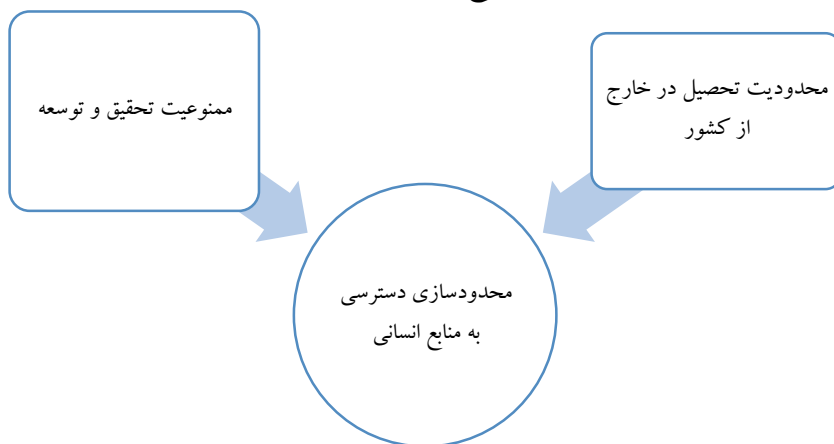 محدودیت تحصیل در خارج
از کشور
ممنوعیت تحقیق و توسعه
محدودسازی دسترسی
به منابع انسانی